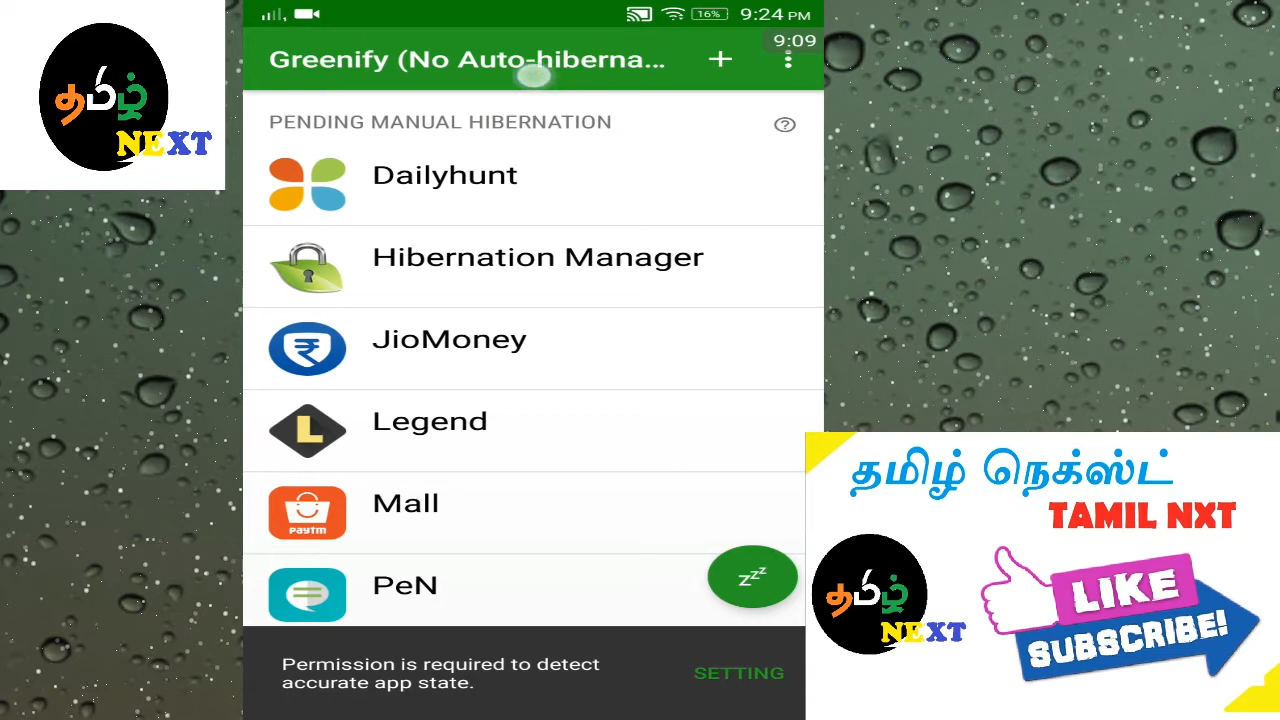 தமிழ்
NEXT
16%
9:24 PM
9:09
Greenify (No Auto-hiberna...
PENDING MANUAL HIBERNATION
Dailyhunt
Hibernation Manager
JioMoney
L
Legend
paytm
Mall
PeN
zzz
Permission is required to detect
accurate app state.
SETTING
தமிழ் நெக்ஸ்ட்
TAMIL NXT
தமிழ்
NEXT
LIKE
SUBSCRIBE!